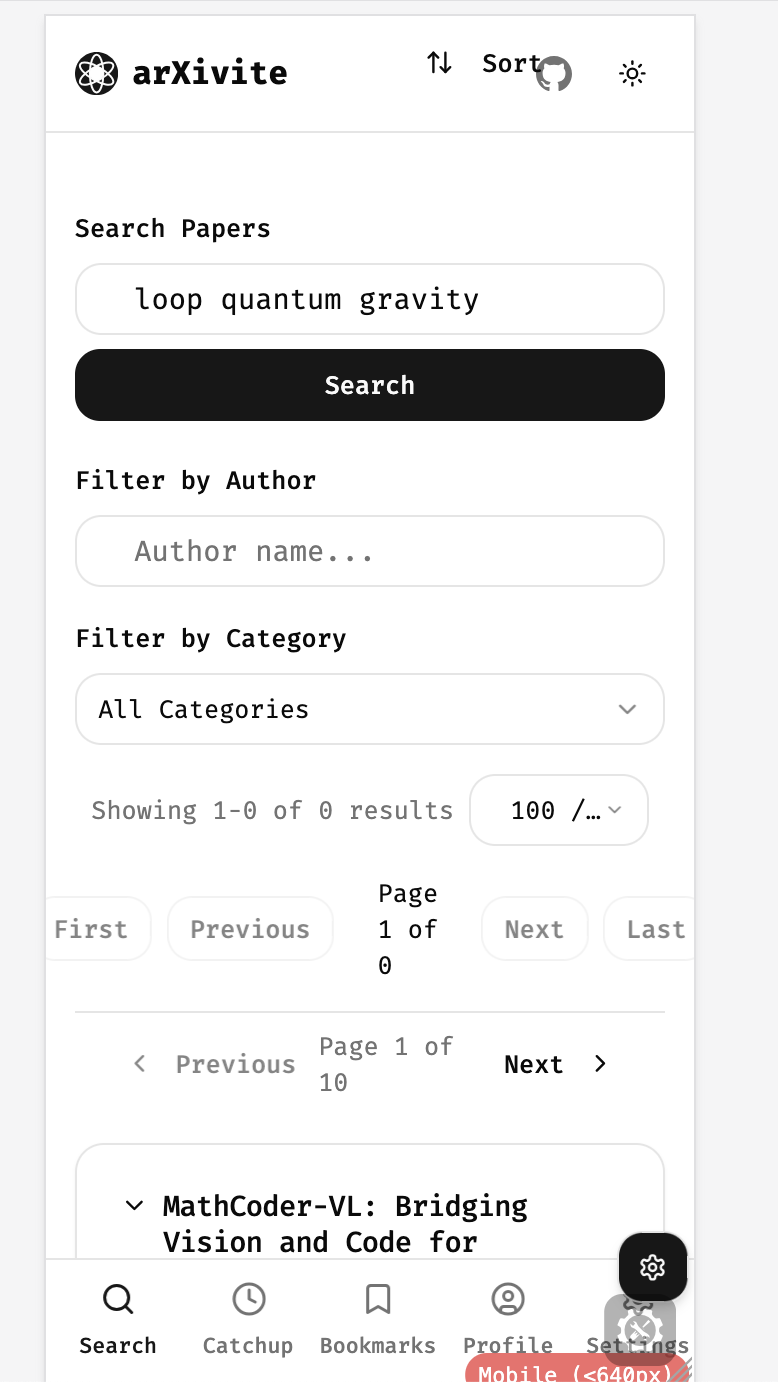 arXivite
Sort
Search Papers
loop quantum gravity
Search
Filter by Author
Author name...
Filter by Category
All Categories
Showing 1-0 of 0 results
100 /…
First
Previous
Page
1 of
0
Next
Last
Previous
Page 1 of
10
Next
MathCoder-VL: Bridging
Vision and Code for
Search
Catchup
Bookmarks
Profile
Settings
Mobile (<640px)